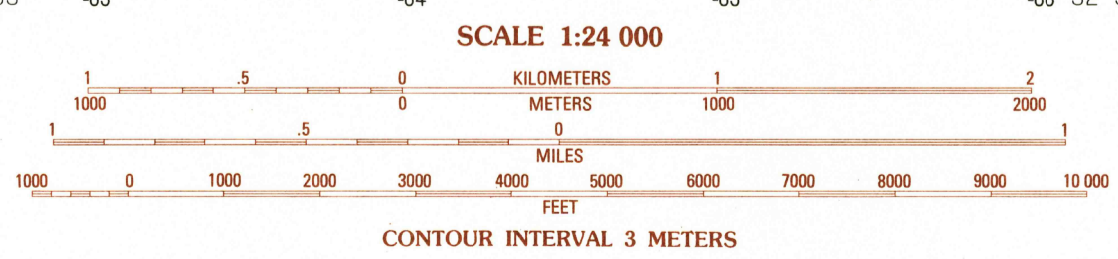 SCALE 1:24 000
1 .5 0 KILOMETERS 1 2
1000 0 METERS 1000 2000
1 .5 0 1
MILES
1000 0 1000 2000 3000 4000 5000 6000 7000 8000 9000 10 000
FEET
CONTOUR INTERVAL 3 METERS